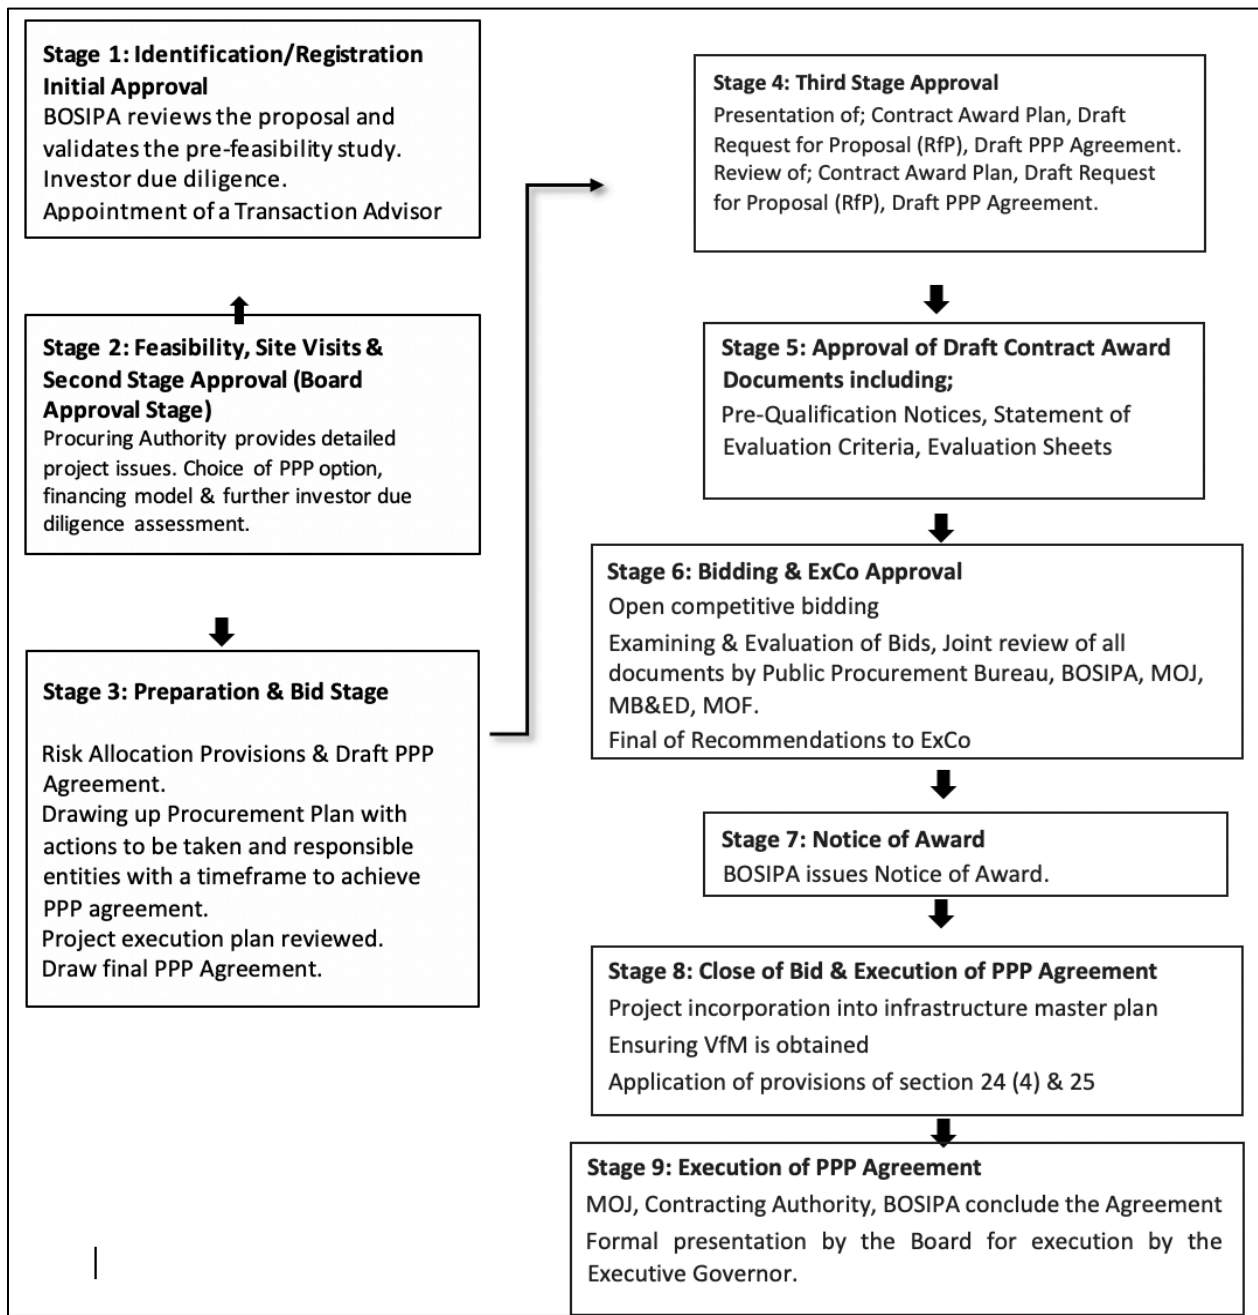 Stage 1: Identification/Registration
Initial Approval
BOSIPA reviews the proposal and
validates the pre-feasibility study.
Investor due diligence.
Appointment of a Transaction Advisor
Stage 2: Feasibility, Site Visits &
Second Stage Approval (Board
Approval Stage)
Procuring Authority provides detailed
project issues. Choice of PPP option,
financing model & further investor due
diligence assessment.
Stage 3: Preparation & Bid Stage
Risk Allocation Provisions & Draft PPP
Agreement.
Drawing up Procurement Plan with
actions to be taken and responsible
entities with a timeframe to achieve
PPP agreement.
Project execution plan reviewed.
Draw final PPP Agreement.
Stage 4: Third Stage Approval
Presentation of; Contract Award Plan, Draft
Request for Proposal (RfP), Draft PPP Agreement.
Review of; Contract Award Plan, Draft Request
for Proposal (RfP), Draft PPP Agreement.
Stage 5: Approval of Draft Contract Award
Documents including;
Pre-Qualification Notices, Statement of
Evaluation Criteria, Evaluation Sheets
Stage 6: Bidding & ExCo Approval
Open competitive bidding
Examining & Evaluation of Bids, Joint review of all
documents by Public Procurement Bureau, BOSIPA, MOJ,
MB&ED, MOF.
Final of Recommendations to ExCo
Stage 7: Notice of Award
BOSIPA issues Notice of Award.
Stage 8: Close of Bid & Execution of PPP Agreement
Project incorporation into infrastructure master plan
Ensuring VfM is obtained
Application of provisions of section 24 (4) & 25
Stage 9: Execution of PPP Agreement
MOJ, Contracting Authority, BOSIPA conclude the Agreement
Formal presentation by the Board for execution by the
Executive Governor.